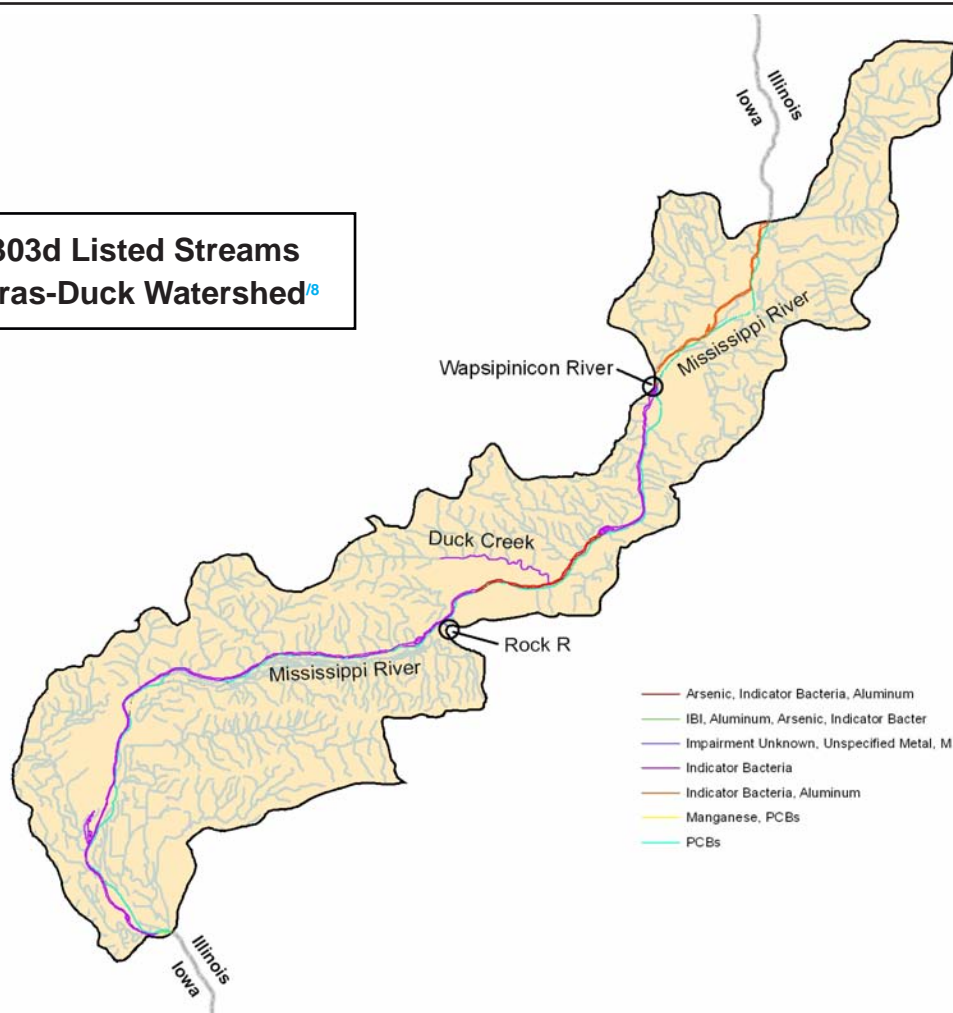 303d Listed Streams
ras-Duck Watershed/8
Illinois
Iowa
Mississippi River
Wapsipinicon River
Duck Creek
Rock R
Mississippi River
Arsenic, Indicator Bacteria, Aluminum
IBI, Aluminum, Arsenic, Indicator Bacter
Impairment Unknown, Unspecified Metal, M
Indicator Bacteria
Indicator Bacteria, Aluminum
Manganese, PCBs
PCBs
Illinois
Iowa